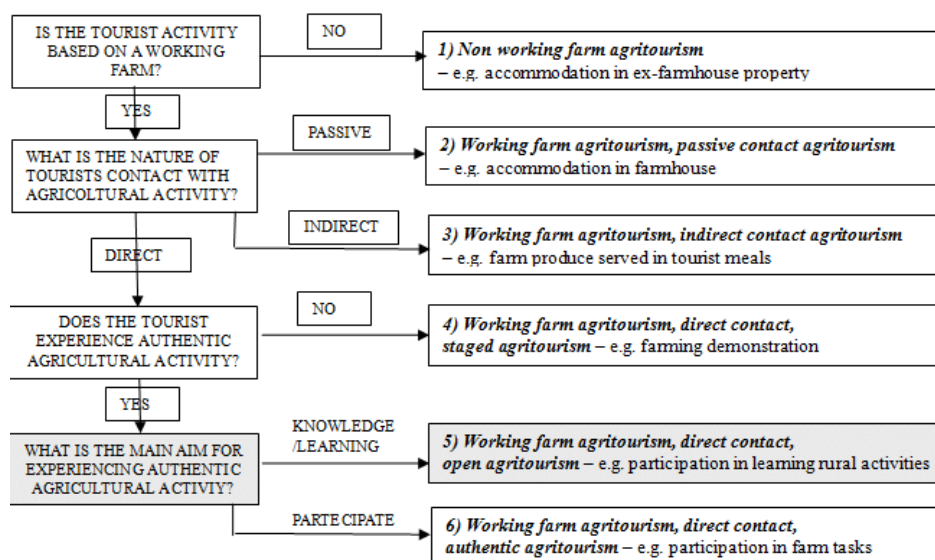 IS THE TOURIST ACTIVITY
BASED ON A WORKING
FARM?
NO
1) Non working farm agritourism
– e.g. accommodation in ex-farmhouse property
YES
WHAT IS THE NATURE OF
TOURISTS CONTACT WITH
AGRICOLTURAL ACTIVITY?
PASSIVE
2) Working farm agritourism, passive contact agritourism
– e.g. accommodation in farmhouse
INDIRECT
3) Working farm agritourism, indirect contact agritourism
– e.g. farm produce served in tourist meals
DIRECT
DOES THE TOURIST
EXPERIENCE AUTHENTIC
AGRICULTURAL ACTIVITY?
NO
4) Working farm agritourism, direct contact,
staged agritourism – e.g. farming demonstration
YES
WHAT IS THE MAIN AIM FOR
EXPERIENCING AUTHENTIC
AGRICULTURAL ACTIVIY?
KNOWLEDGE
/LEARNING
5) Working farm agritourism, direct contact,
open agritourism – e.g. participation in learning rural activities
PARTECIPATE
6) Working farm agritourism, direct contact,
authentic agritourism – e.g. participation in farm tasks